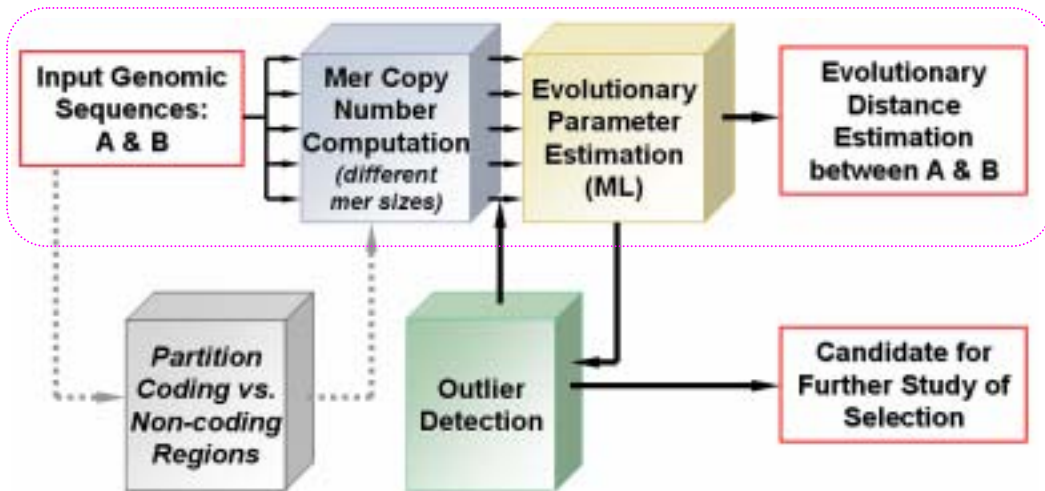 Input Genomic
Sequences:
A & B
Mer Copy
Number
Computation
(different
mer sizes)
Evolutionary
Parameter
Estimation
(ML)
Evolutionary
Distance
Estimation
between A & B
Partition
Coding vs.
Non-coding
Regions
Outlier
Detection
Candidate for
Further Study of
Selection